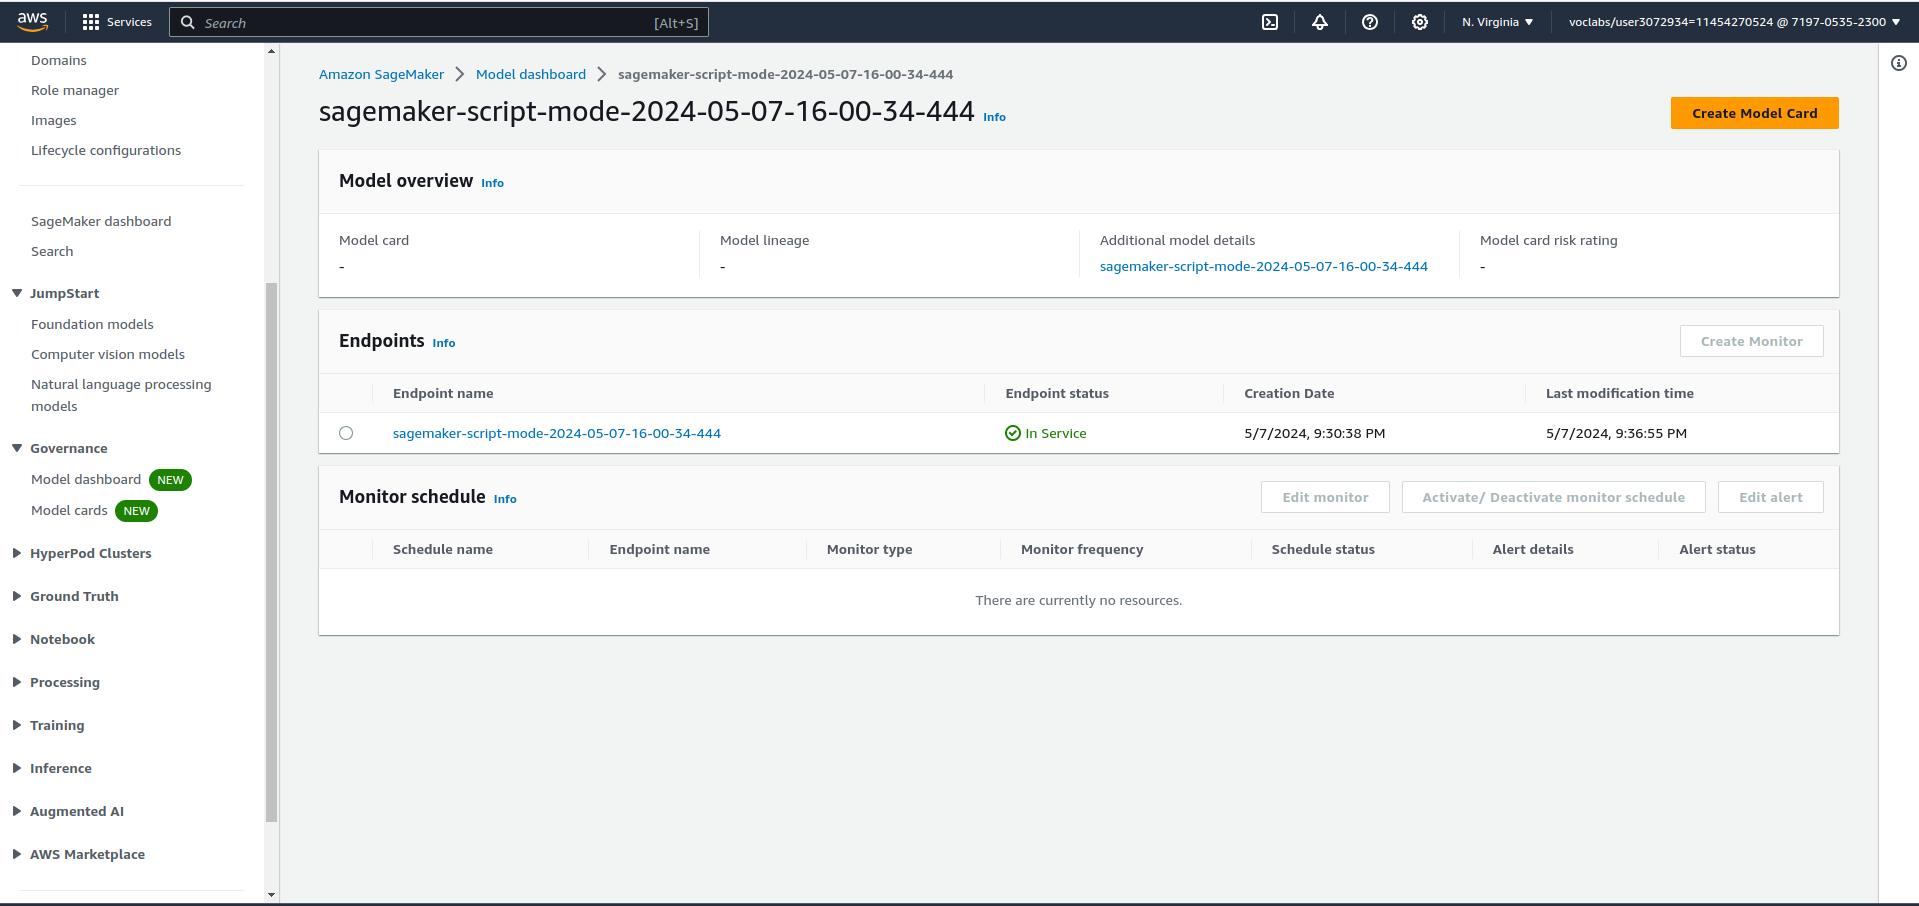 aws
Services
Search
[Alt+S]
N. Virginia
voclabs/user3072934=11454270524 @ 7197-0535-2300
Domains
Role manager
Images
Lifecycle configurations
SageMaker dashboard
Search
JumpStart
Foundation models
Computer vision models
Natural language processing
models
Governance
Model dashboard NEW
Model cards NEW
HyperPod Clusters
Ground Truth
Notebook
Processing
Training
Inference
Augmented AI
AWS Marketplace
Amazon SageMaker
Model dashboard
sagemaker-script-mode-2024-05-07-16-00-34-444
sagemaker-script-mode-2024-05-07-16-00-34-444 Info
Create Model Card
Model overview Info
Model card
-
Model lineage
-
Additional model details
sagemaker-script-mode-2024-05-07-16-00-34-444
Model card risk rating
-
Endpoints Info
Create Monitor
Endpoint name
Endpoint status
Creation Date
Last modification time
sagemaker-script-mode-2024-05-07-16-00-34-444
In Service
5/7/2024, 9:30:38 PM
5/7/2024, 9:36:55 PM
Monitor schedule Info
Edit monitor
Activate/ Deactivate monitor schedule
Edit alert
Schedule name
Endpoint name
Monitor type
Monitor frequency
Schedule status
Alert details
Alert status
There are currently no resources.